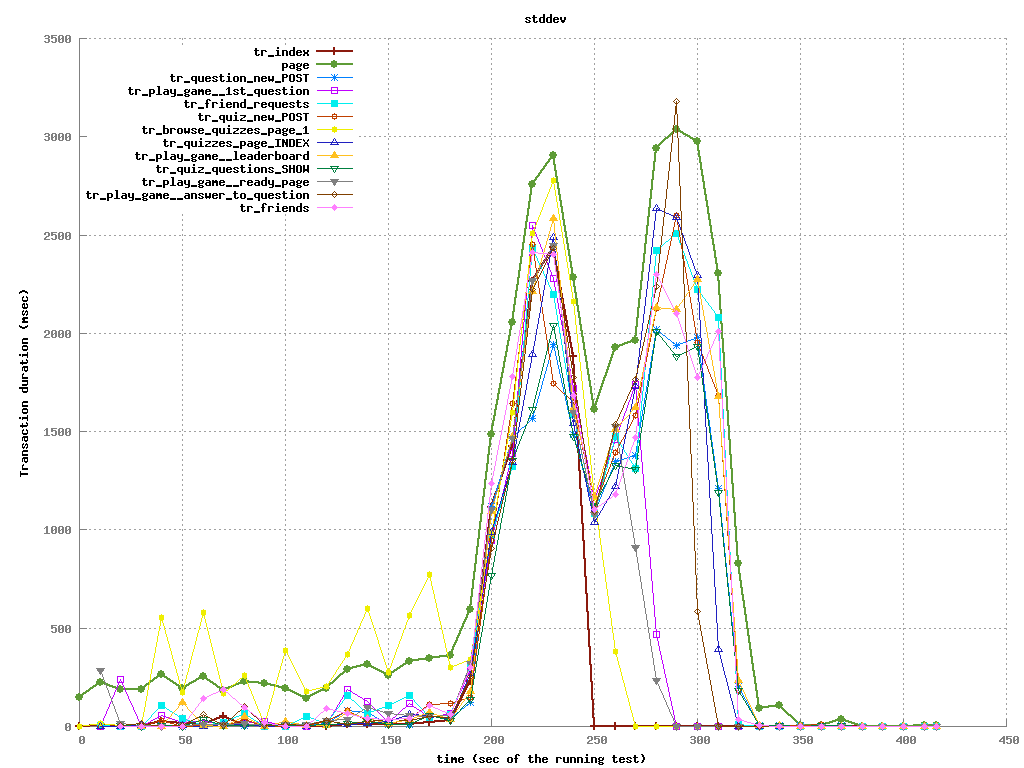 stddev
3500
3000
2500
2000
1500
1000
500
0
Transaction duration (msec)
tr_index
page
tr_question_new_POST
tr_play_game__1st_question
tr_friend_requests
tr_quiz_new_POST
tr_browse_quizzes_page_1
tr_quizzes_page_INDEX
tr_play_game__leaderboard
tr_quiz_questions_SHOW
tr_play_game__ready_page
tr_play_game__answer_to_question
tr_friends
0 50 100 150 200 250 300 350 400 450
time (sec of the running test)